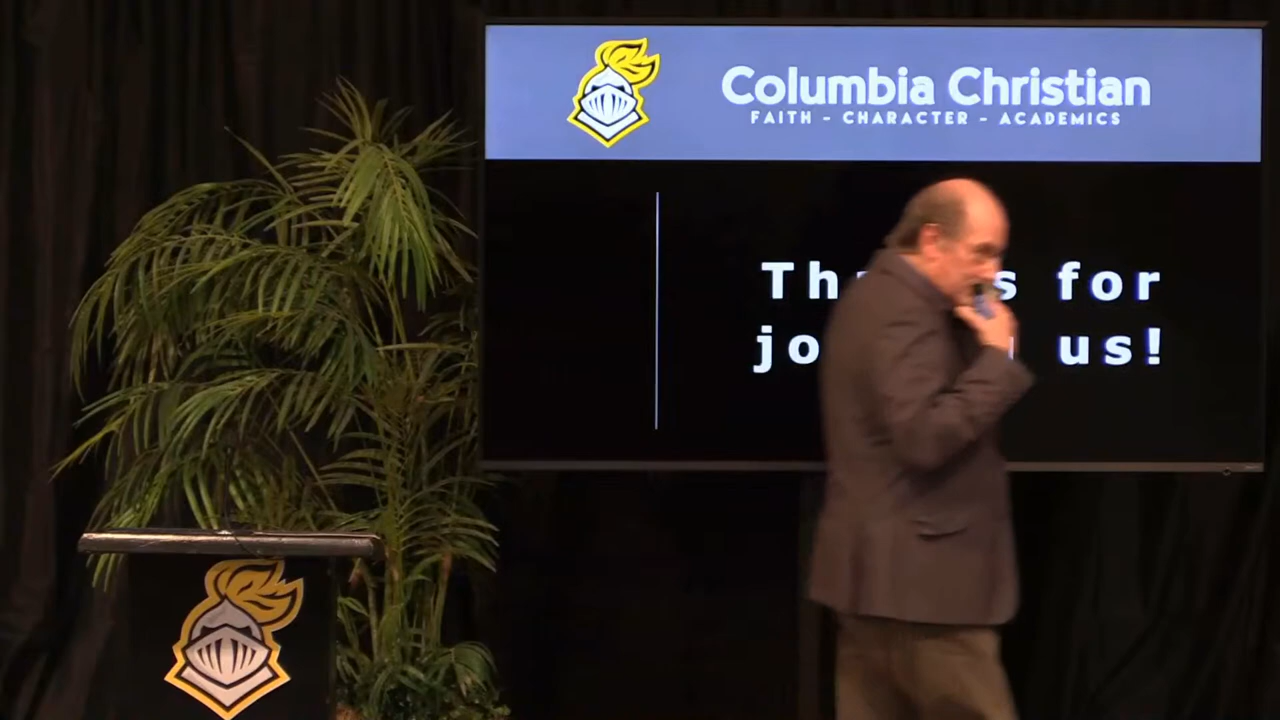 Columbia Christian
FAITH - CHARACTER - ACADEMICS
Th s for
jo us!